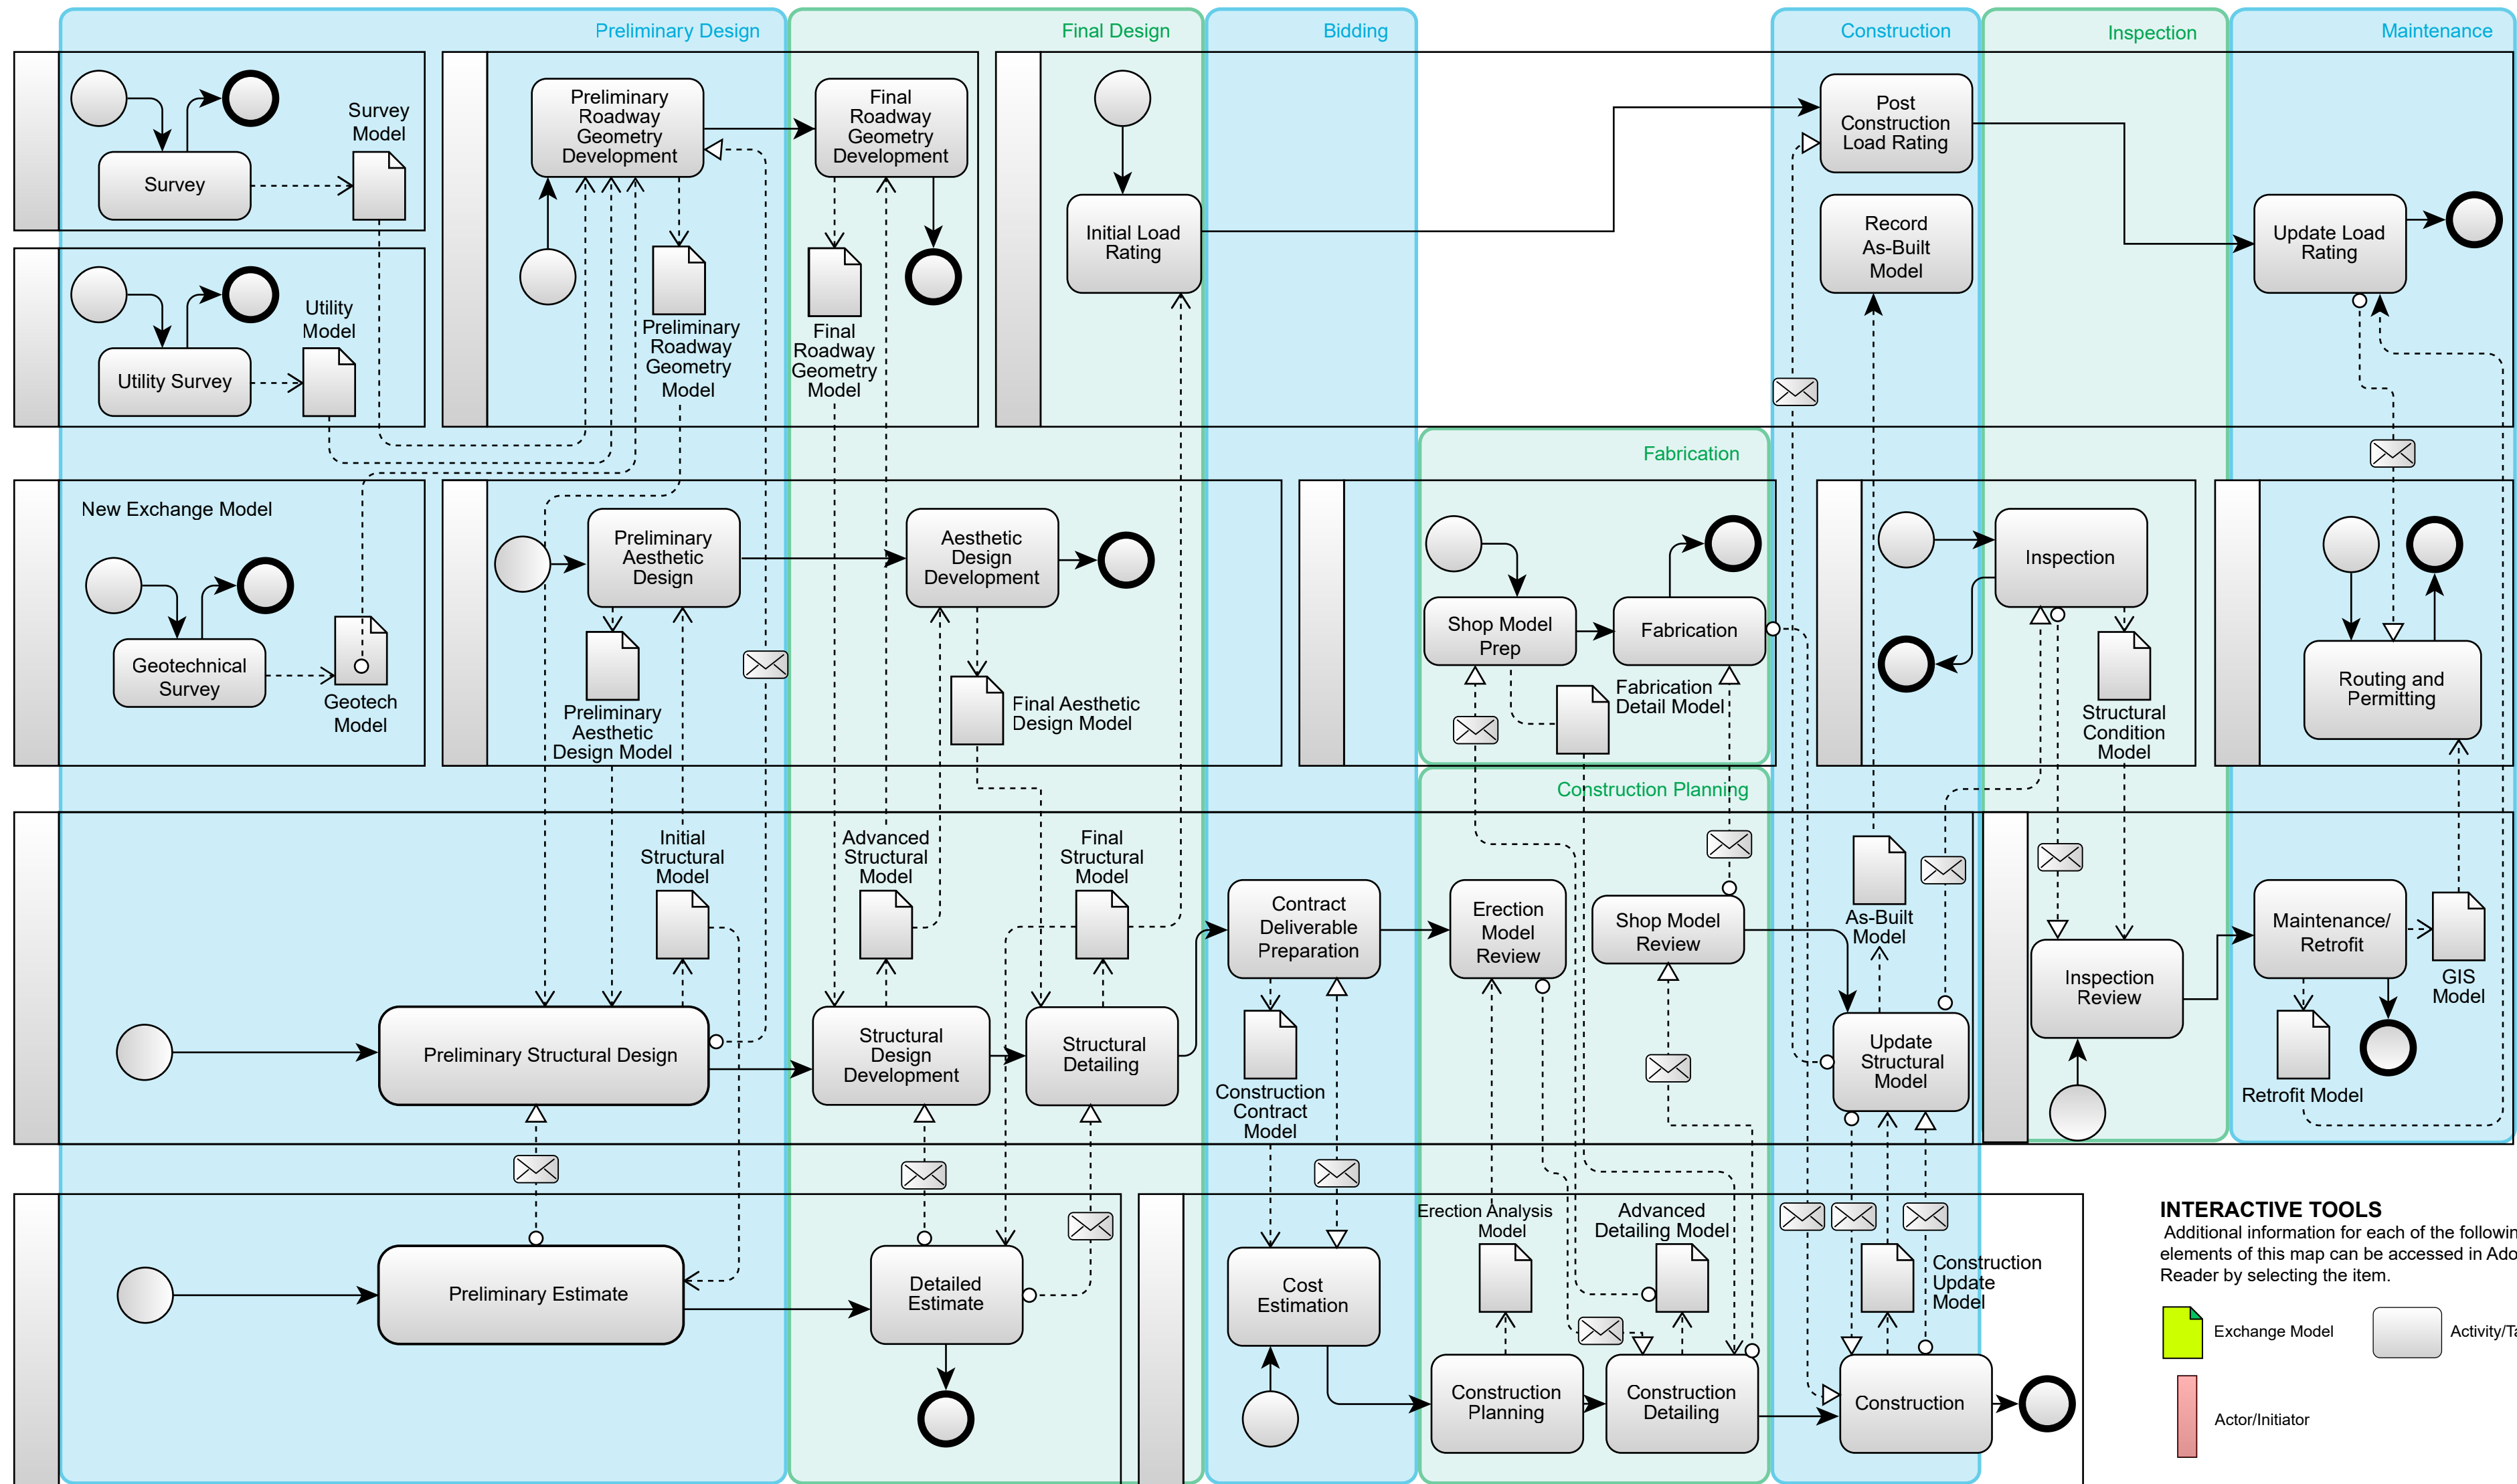 Preliminary Design
Final Design
Bidding
Construction
Inspection
Maintenance
Survey
Model
Survey
Preliminary
Roadway
Geometry
Development
Final
Roadway
Geometry
Development
Post
Construction
Load Rating
Initial Load
Rating
Record
As-Built
Model
Update Load
Rating
Utility
Model
Utility Survey
Preliminary
Roadway
Geometry
Model
Final
Roadway
Geometry
Model
Fabrication
New Exchange Model
Geotechnical
Survey
Geotech
Model
Preliminary
Aesthetic
Design
Aesthetic
Design
Development
Preliminary
Aesthetic
Design Model
Final Aesthetic
Design Model
Shop Model
Prep
Fabrication
Fabrication
Detail Model
Inspection
Structural
Condition
Model
Routing and
Permitting
Construction Planning
Initial
Structural
Model
Advanced
Structural
Model
Final
Structural
Model
Contract
Deliverable
Preparation
Erection
Model
Review
Shop Model
Review
As-Built
Model
Inspection
Review
Maintenance/
Retrofit
GIS
Model
Preliminary Structural Design
Structural
Design
Development
Structural
Detailing
Construction
Contract
Model
Update
Structural
Model
Retrofit Model
Erection Analysis
Model
Advanced
Detailing Model
Construction
Update
Model
Preliminary Estimate
Detailed
Estimate
Cost
Estimation
Construction
Planning
Construction
Detailing
Construction
INTERACTIVE TOOLS
Additional information for each of the followin
elements of this map can be accessed in Ado
Reader by selecting the item.
Exchange Model
Activity/Ta
Actor/Initiator